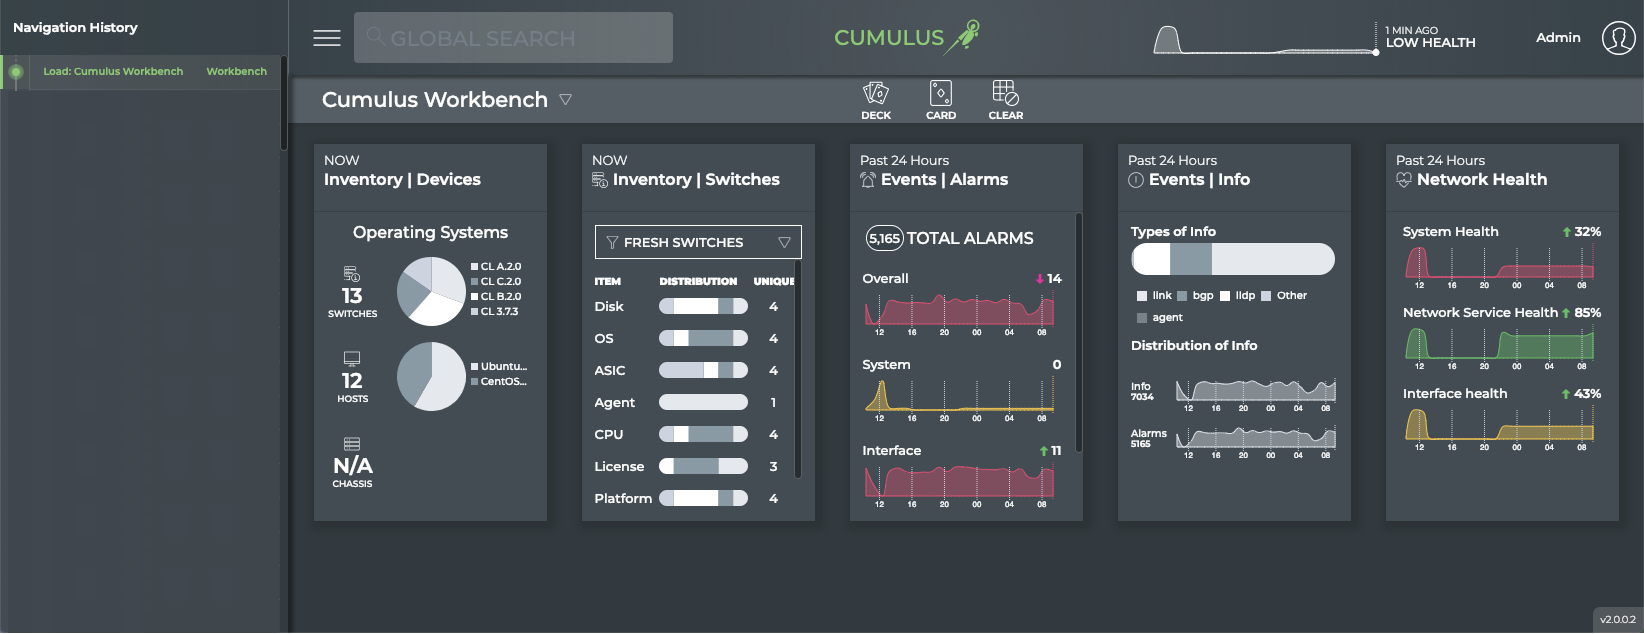 Navigation History
Load: Cumulus Workbench Workbench
GLOBAL SEARCH
CUMULUS
1 MIN AGO
LOW HEALTH
Admin
Cumulus Workbench
DECK CARD CLEAR
NOW
Inventory | Devices
Operating Systems
13
SWITCHES
CL A.2.0
CL C.2.0
CL B.2.0
CL 3.7.3
12
HOSTS
Ubuntu...
CentOS...
N/A
CHASSIS
NOW
Inventory | Switches
FRESH SWITCHES
ITEM DISTRIBUTION UNIQUE
Disk 4
OS 4
ASIC 4
Agent 1
CPU 4
License 3
Platform 4
Past 24 Hours
Events | Alarms
5,165 TOTAL ALARMS
Overall 14
12 16 20 00 04 08
System 0
12 16 20 00 04 08
Interface 11
12 16 20 00 04 08
Past 24 Hours
Events | Info
Types of Info
link bgp lldp Other
agent
Distribution of Info
Info
7034
12 16 20 00 04 08
Alarms
5165
12 16 20 00 04 08
Past 24 Hours
Network Health
System Health 32%
12 16 20 00 04 08
Network Service Health 85%
12 16 20 00 04 08
Interface health 43%
12 16 20 00 04 08
v2.0.0.2